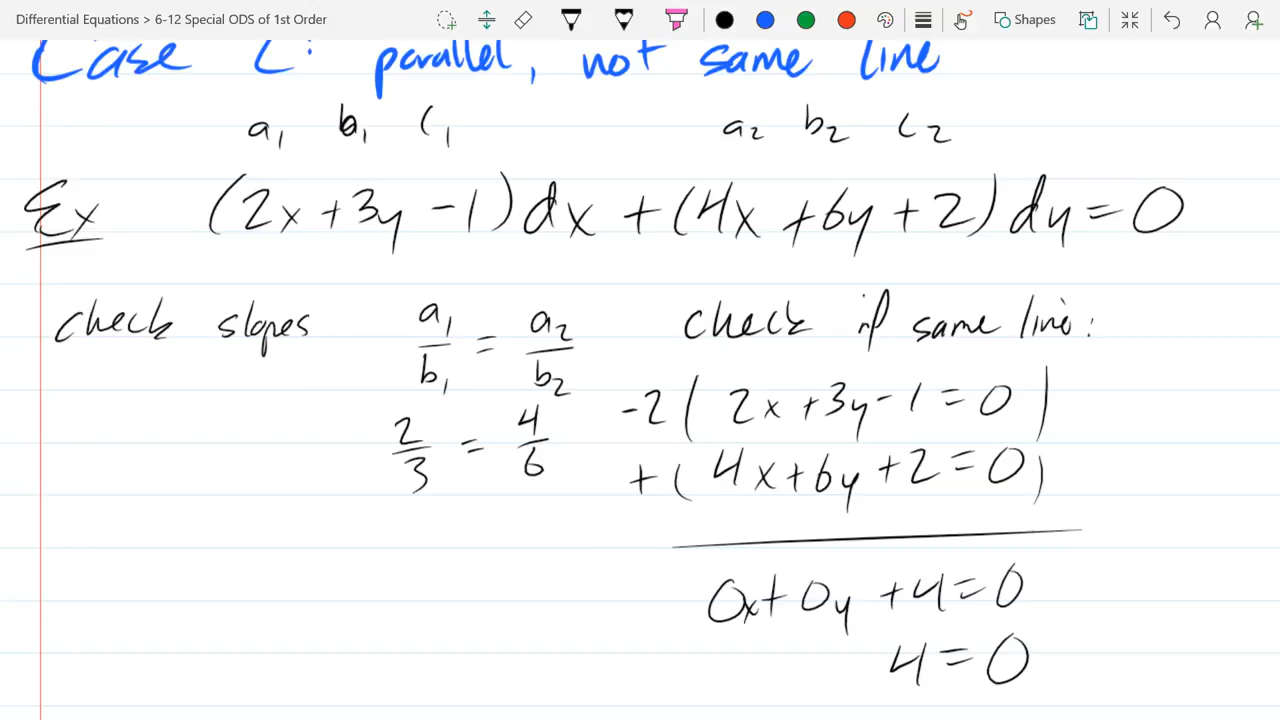 Differential Equations > 6-12 Special ODS of 1st Order
Shapes
Case C: parallel, not same line
a₁ b₁ c₁ a₂ b₂ c₂
Ex (2x+3y-1)dx+(4x+6y+2)dy=0
check slopes a₁/b₁ = a₂/b₂
2/3 = 4/6
check if same line:
-2(2x+3y-1=0)
+(4x+6y+2=0)
0x+0y+4=0
4=0